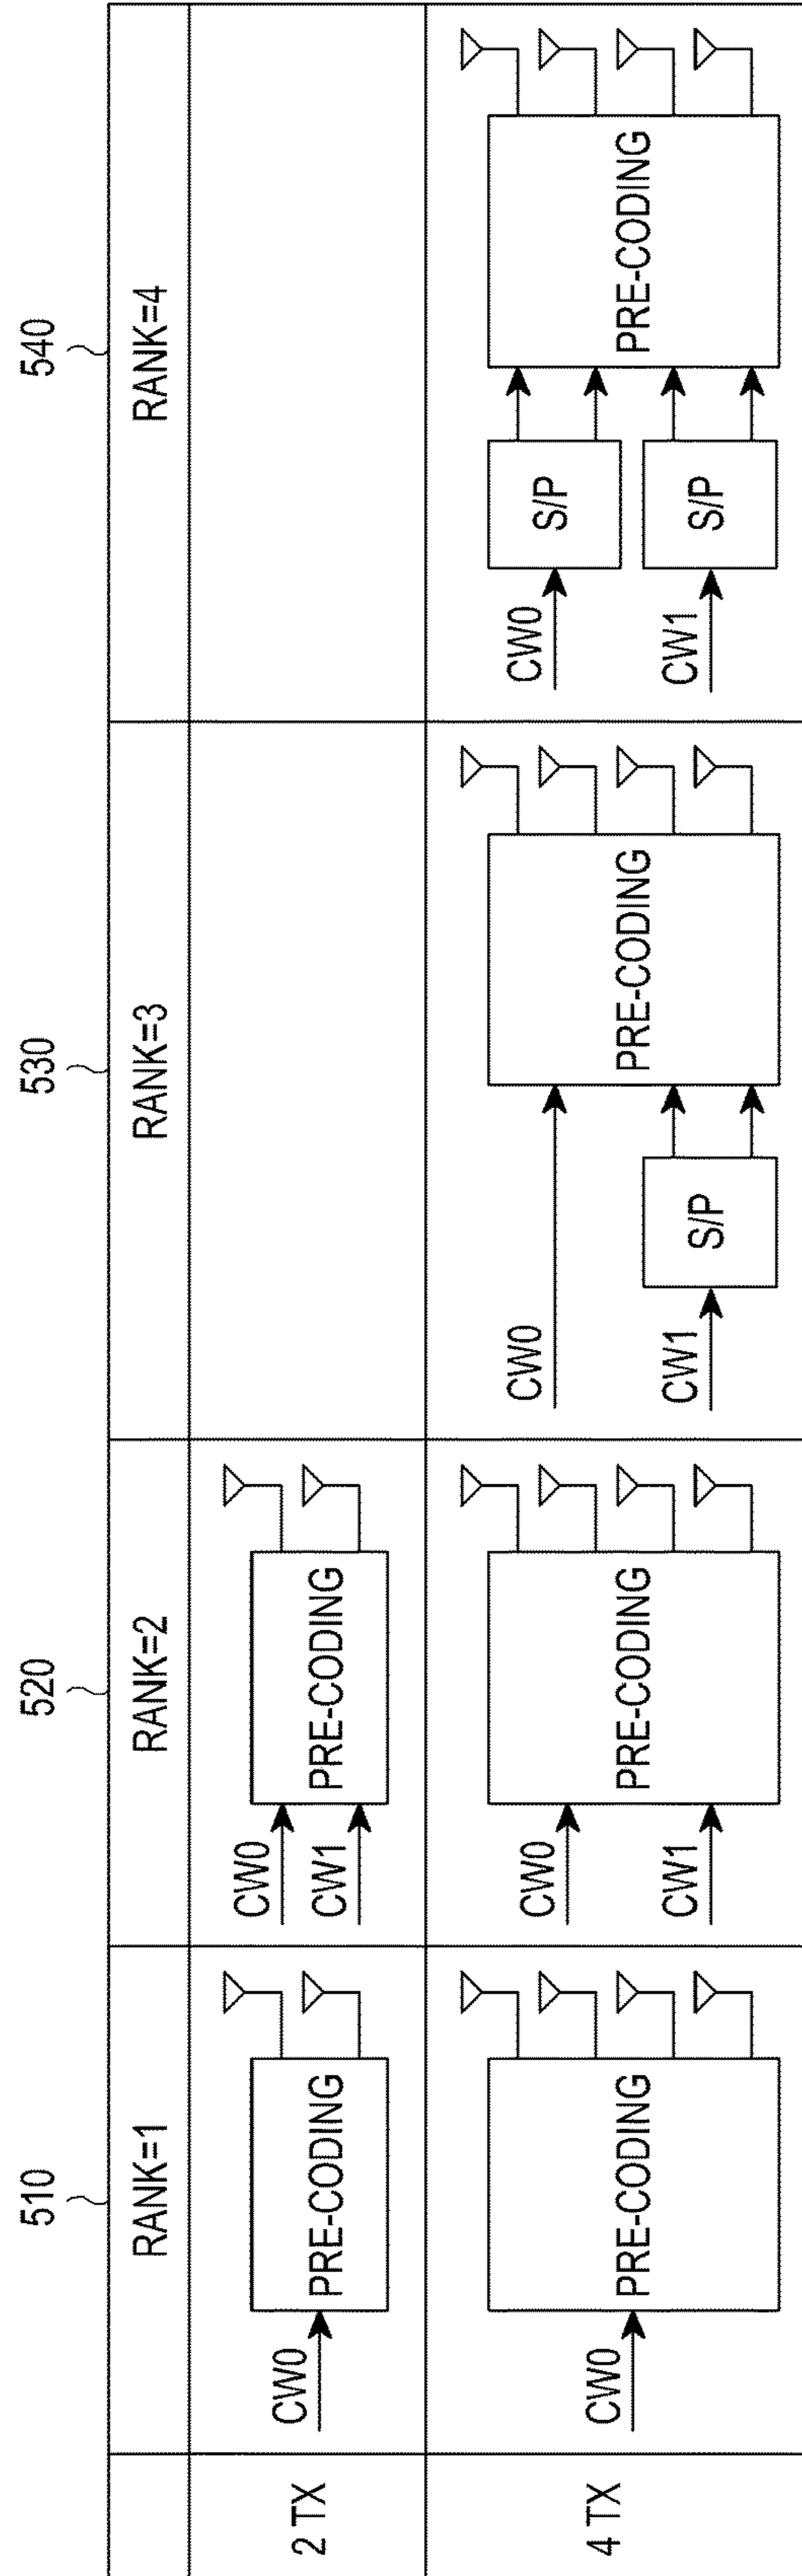 510
520
530
540
RANK=1
RANK=2
RANK=3
RANK=4
2 TX
CW0
PRE-CODING
CW0
CW1
PRE-CODING
4 TX
CW0
PRE-CODING
CW0
CW1
PRE-CODING
CW0
CW1
S/P
PRE-CODING
CW0
CW1
S/P
S/P
PRE-CODING